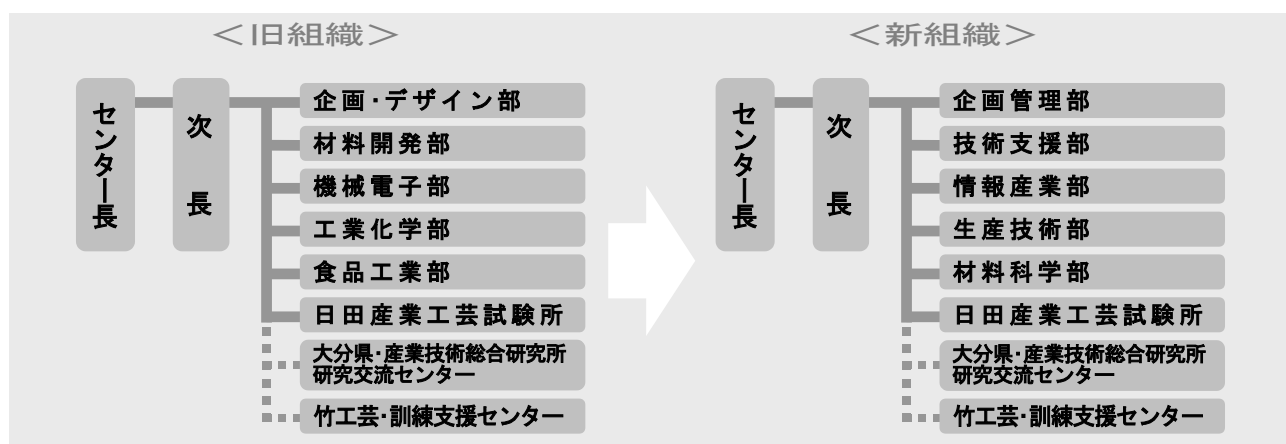 ＜旧組織＞
センター長
次長
企画・デザイン部
材料開発部
機械電子部
工業化学部
食品工業部
日田産業工芸試験所
大分県・産業技術総合研究所
研究交流センター
竹工芸・訓練支援センター
＜新組織＞
センター長
次長
企画管理部
技術支援部
情報産業部
生産技術部
材料科学部
日田産業工芸試験所
大分県・産業技術総合研究所
研究交流センター
竹工芸・訓練支援センター